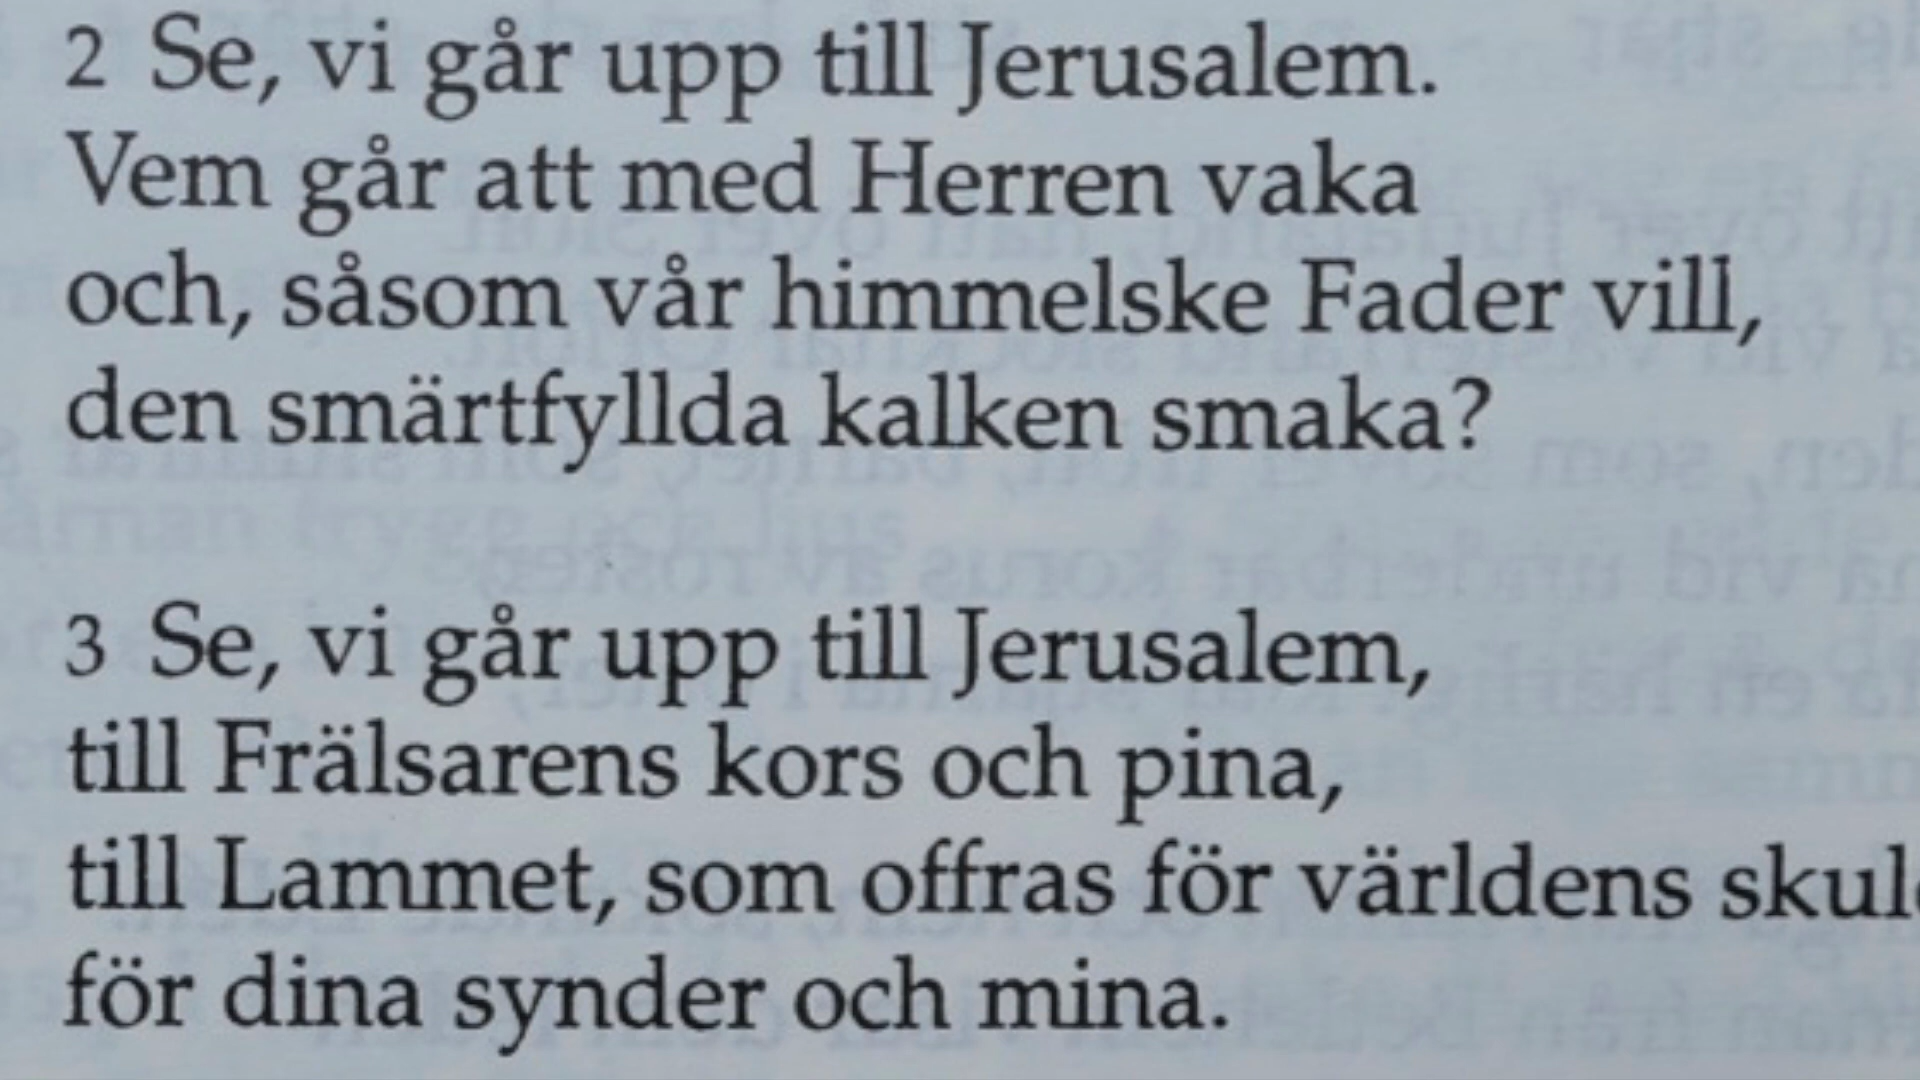 2 Se, vi går upp till Jerusalem.
Vem går att med Herren vaka
och, såsom vår himmelske Fader vill,
den smärtfyllda kalken smaka?
3 Se, vi går upp till Jerusalem,
till Frälsarens kors och pina,
till Lammet, som offras för världens
för dina synder och mina.